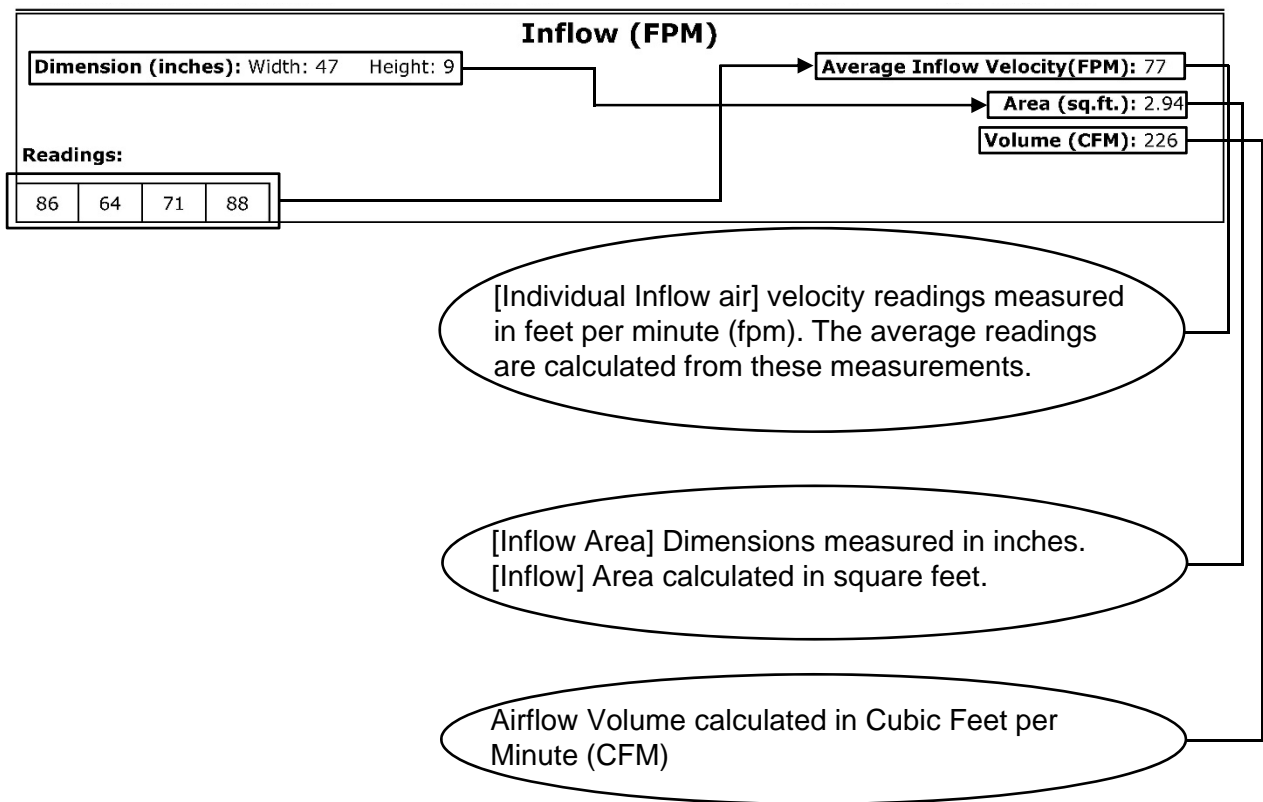 Inflow (FPM)
Dimension (inches): Width: 47 Height: 9
Average Inflow Velocity(FPM): 77
Area (sq.ft.): 2.94
Volume (CFM): 226
Readings:
86 64 71 88
[Individual Inflow air] velocity readings measured
in feet per minute (fpm). The average readings
are calculated from these measurements.
[Inflow Area] Dimensions measured in inches.
[Inflow] Area calculated in square feet.
Airflow Volume calculated in Cubic Feet per
Minute (CFM)